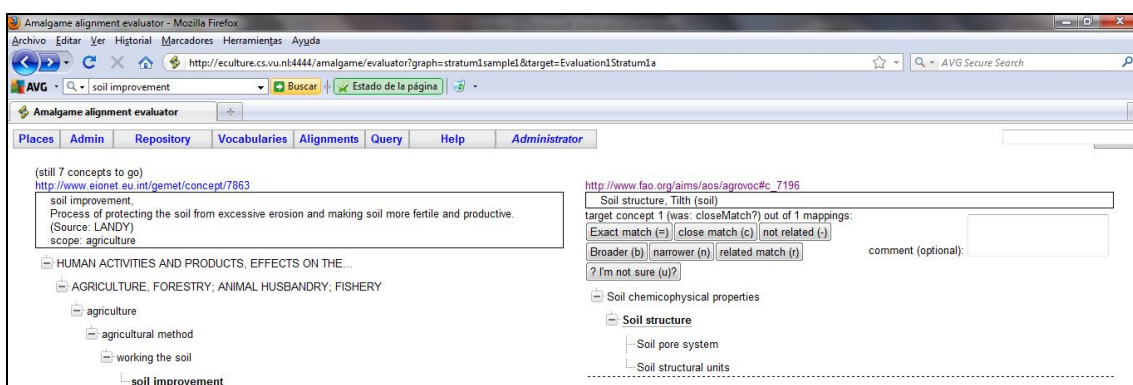 Amalgame alignment evaluator - Mozilla Firefox
Archivo Editar Ver Historial Marcadores Herramientas Ayuda
http://eculture.cs.vu.nl:4444/amalgame/evaluator?graph=stratum1sample1&target=Evaluation1Stratum1a
AVG Secure Search
AVG soil improvement Buscar Estado de la página
Amalgame alignment evaluator
Places Admin Repository Vocabularies Alignments Query Help Administrator
(still 7 concepts to go)
http://www.eionet.eu.int/gemet/concept/7863
soil improvement,
Process of protecting the soil from excessive erosion and making soil more fertile and productive.
(Source: LANDY)
scope: agriculture
HUMAN ACTIVITIES AND PRODUCTS, EFFECTS ON THE...
AGRICULTURE, FORESTRY; ANIMAL HUSBANDRY; FISHERY
agriculture
agricultural method
working the soil
soil improvement
http://www.fao.org/aims/aos/agrovoc#c_7196
Soil structure, Tilth (soil)
target concept 1 (was: closeMatch?) out of 1 mappings:
Exact match (=) close match (c) not related (-)
Broader (b) narrower (n) related match (r)
? I'm not sure (u)?
comment (optional):
Soil chemicophysical properties
Soil structure
Soil pore system
Soil structural units